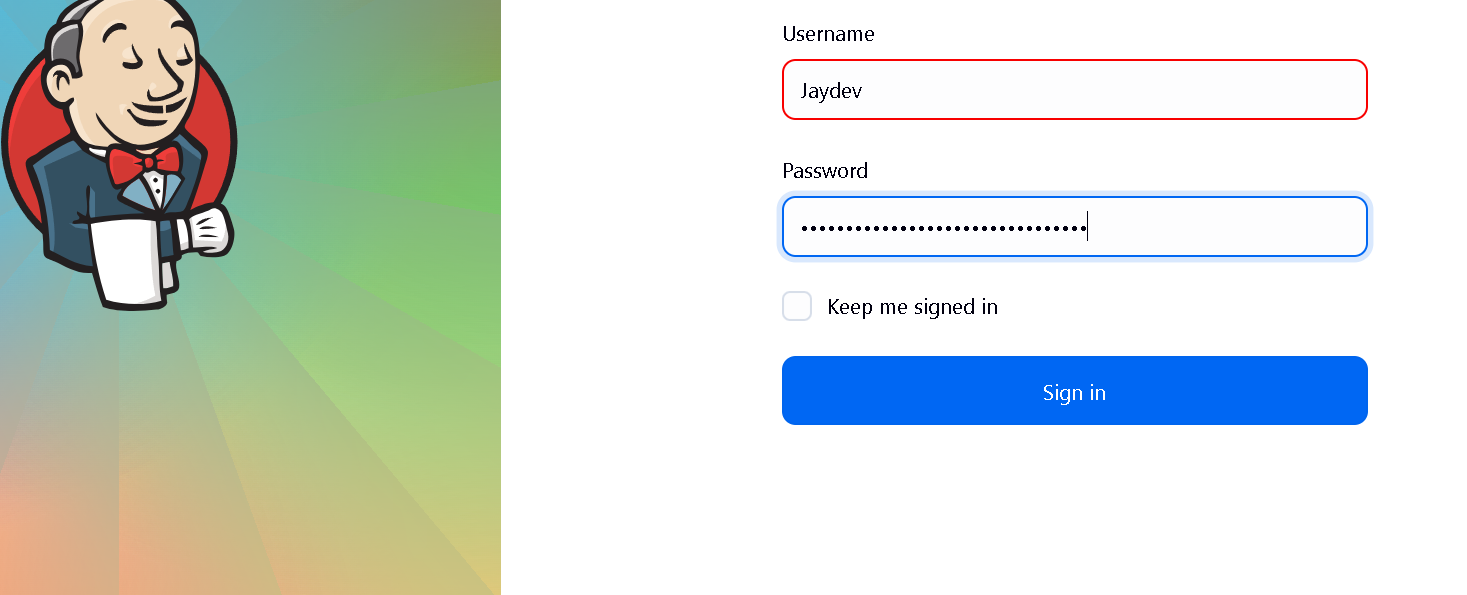 Username
Jaydev
Password
Keep me signed in
Sign in